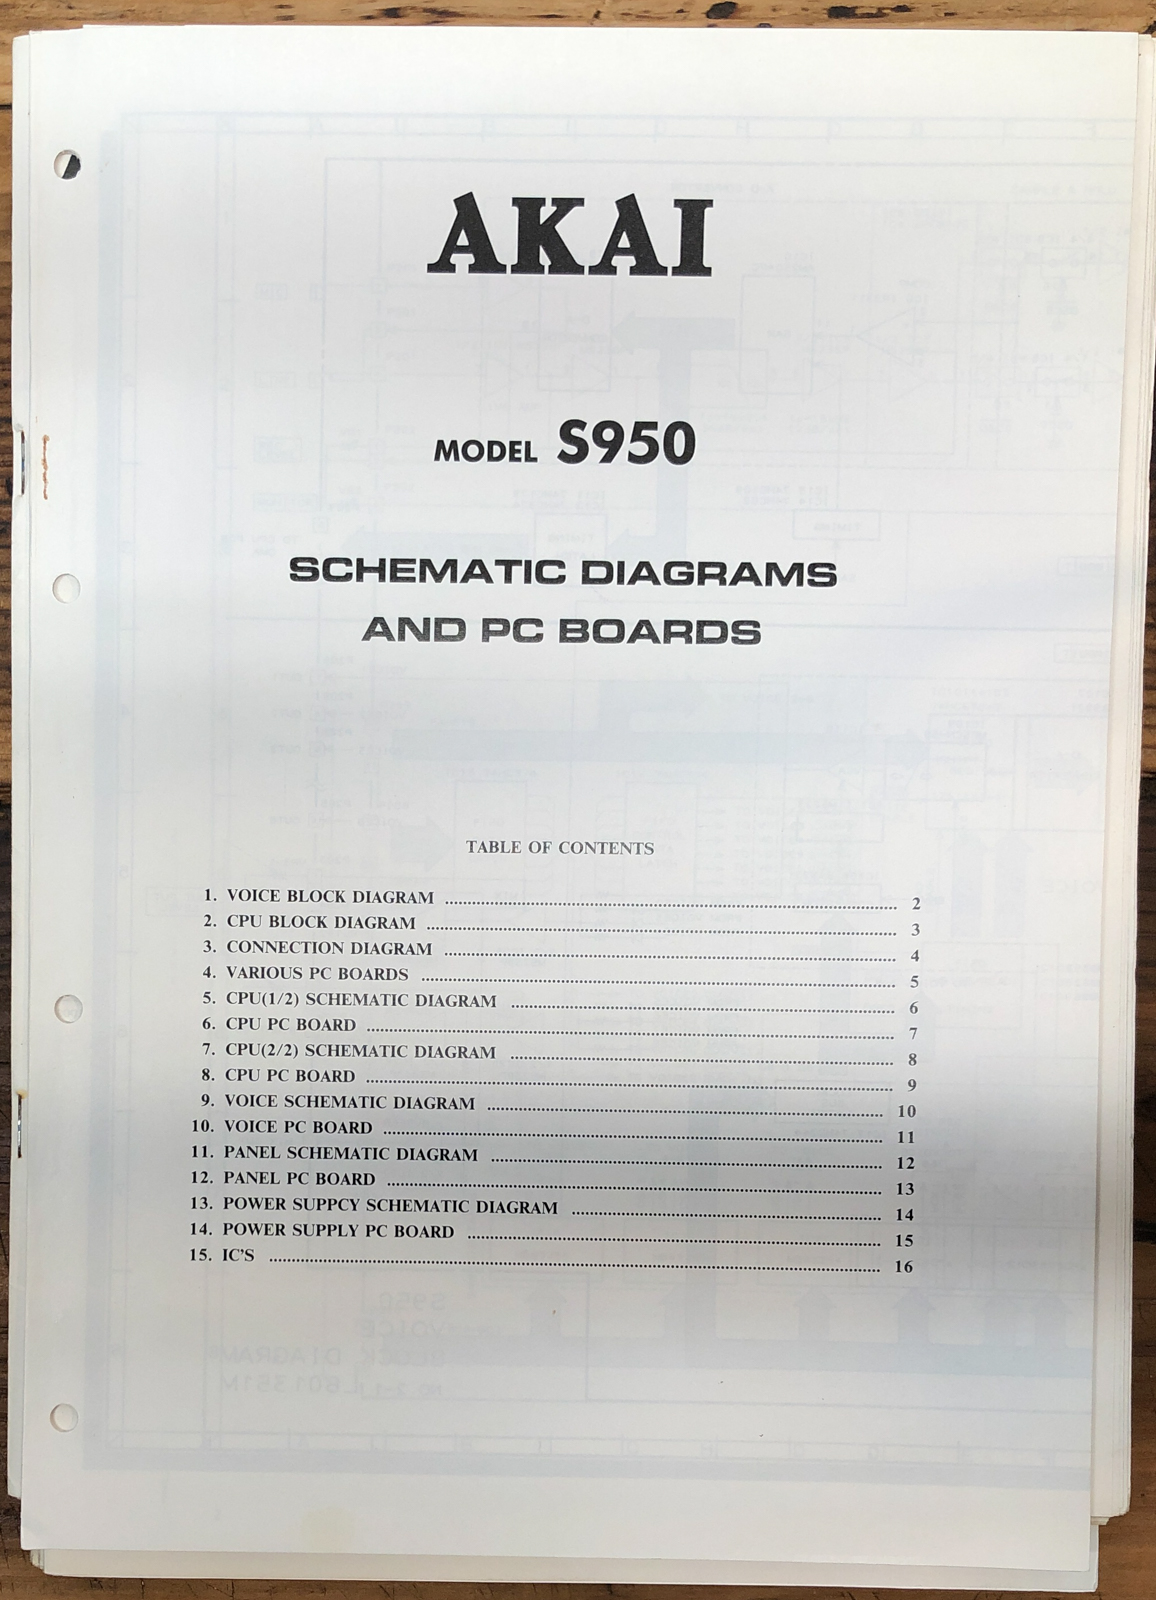 AKAI
MODEL S950
SCHEMATIC DIAGRAMS
AND PC BOARDS
TABLE OF CONTENTS
1. VOICE BLOCK DIAGRAM ........ 2
2. CPU BLOCK DIAGRAM ........ 3
3. CONNECTION DIAGRAM ........ 4
4. VARIOUS PC BOARDS ........ 5
5. CPU(1/2) SCHEMATIC DIAGRAM ........ 6
6. CPU PC BOARD ........ 7
7. CPU(2/2) SCHEMATIC DIAGRAM ........ 8
8. CPU PC BOARD ........ 9
9. VOICE SCHEMATIC DIAGRAM ........ 10
10. VOICE PC BOARD ........ 11
11. PANEL SCHEMATIC DIAGRAM ........ 12
12. PANEL PC BOARD ........ 13
13. POWER SUPPCY SCHEMATIC DIAGRAM ........ 14
14. POWER SUPPLY PC BOARD ........ 15
15. IC'S ........ 16
S950
VOICE
BLOCK DIAGRAM